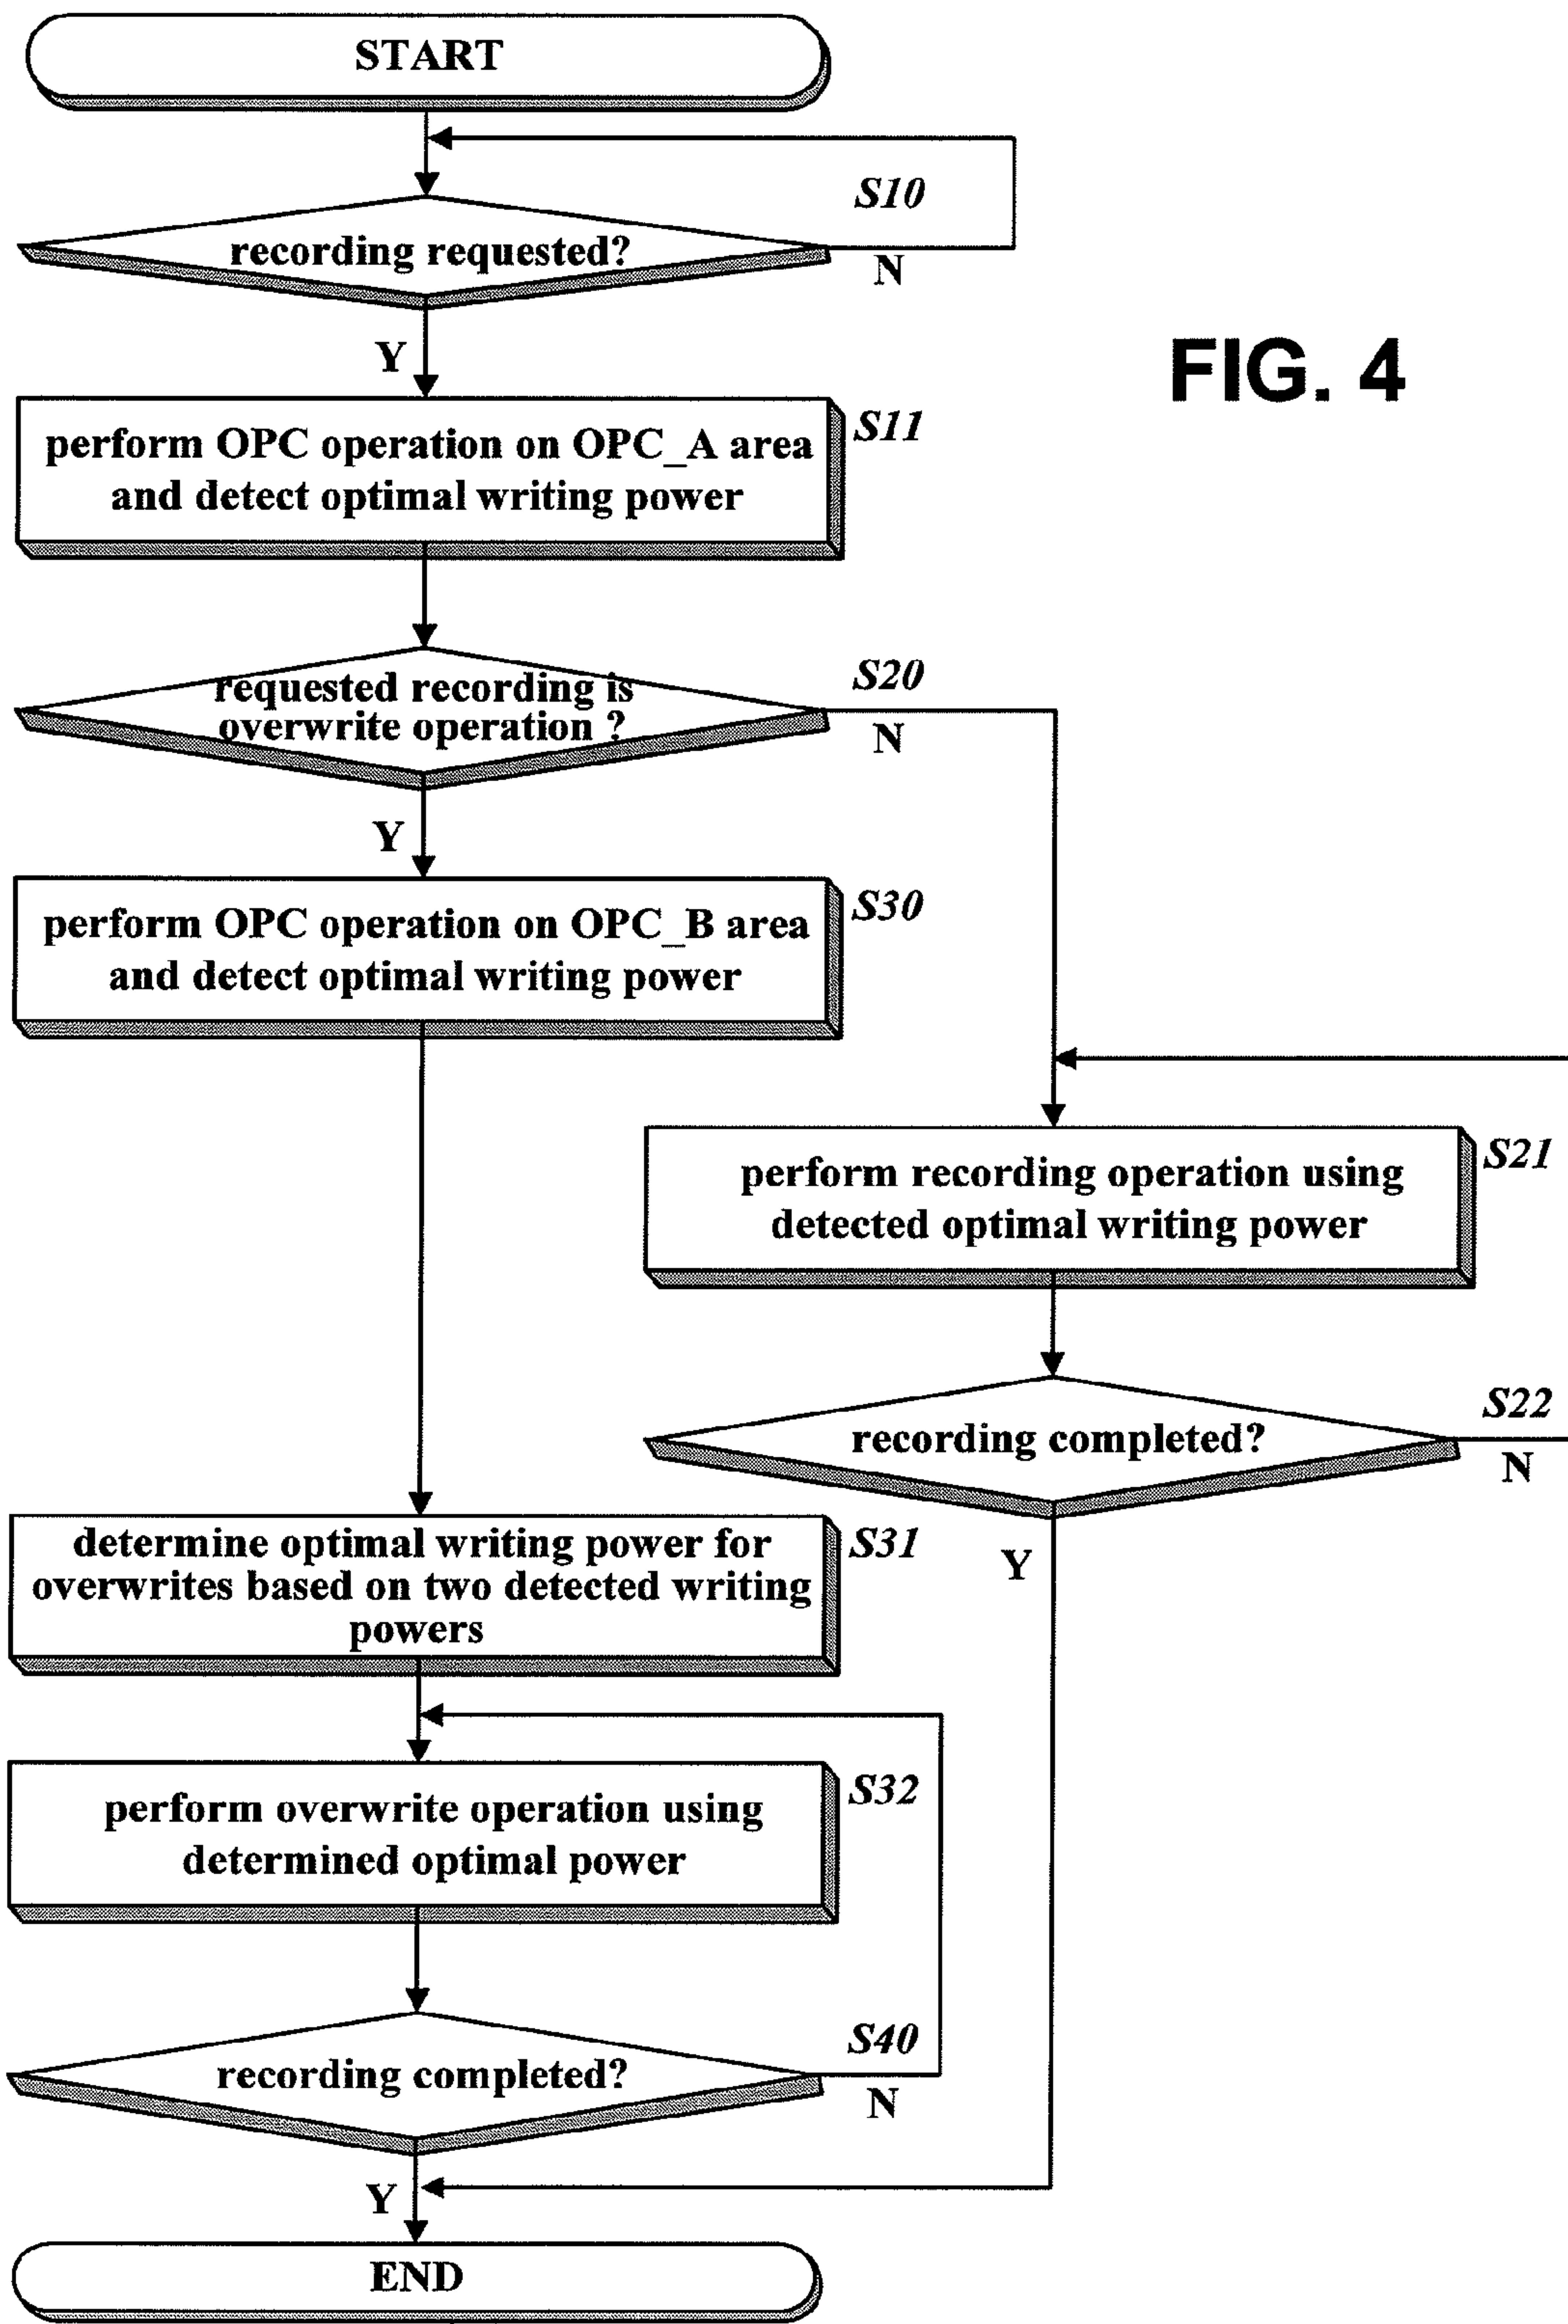 START
S10
recording requested?
N
Y
FIG. 4
S11
perform OPC operation on OPC_A area
and detect optimal writing power
S20
requested recording is
overwrite operation ?
N
Y
S30
perform OPC operation on OPC_B area
and detect optimal writing power
S21
perform recording operation using
detected optimal writing power
S22
recording completed?
N
Y
S31
determine optimal writing power for
overwrites based on two detected writing
powers
S32
perform overwrite operation using
determined optimal power
S40
recording completed?
N
Y
END